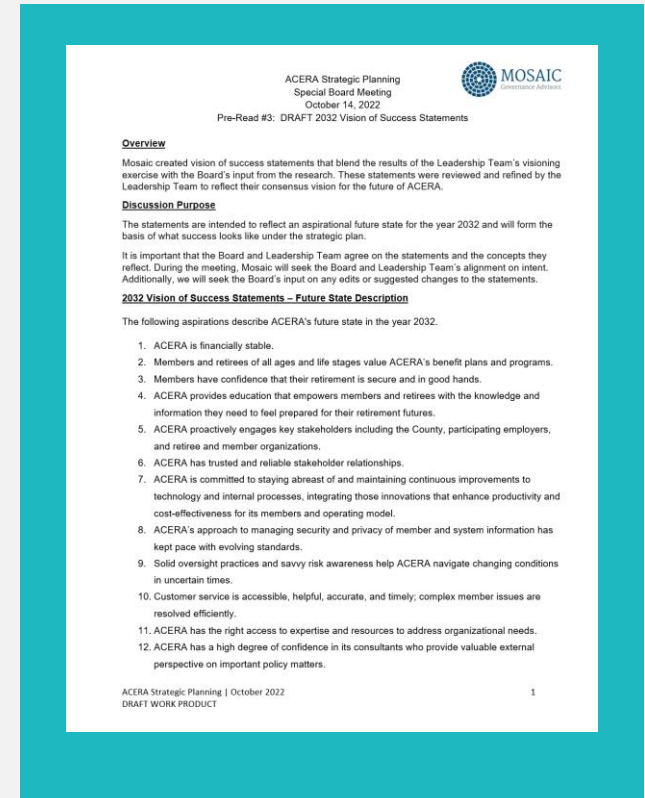 MOSAIC
Governance Advisors
ACERA Strategic Planning
Special Board Meeting
October 14, 2022
Pre-Read #3:  DRAFT 2032 Vision of Success Statements
Overview
Mosaic created vision of success statements that blend the results of the Leadership Team's visioning
exercise with the Board's input from the research. These statements were reviewed and refined by the
Leadership Team to reflect their consensus vision for the future of ACERA.
Discussion Purpose
The statements are intended to reflect an aspirational future state for the year 2032 and will form the
basis of what success looks like under the strategic plan.
It is important that the Board and Leadership Team agree on the statements and the concepts they
reflect. During the meeting, Mosaic will seek the Board and Leadership Team's alignment on intent.
Additionally, we will seek the Board's input on any edits or suggested changes to the statements.
2032 Vision of Success Statements – Future State Description
The following aspirations describe ACERA's future state in the year 2032.
1. ACERA is financially stable.
2. Members and retirees of all ages and life stages value ACERA's benefit plans and programs.
3. Members have confidence that their retirement is secure and in good hands.
4. ACERA provides education that empowers members and retirees with the knowledge and
information they need to feel prepared for their retirement futures.
5. ACERA proactively engages key stakeholders including the County, participating employers,
and retiree and member organizations.
6. ACERA has trusted and reliable stakeholder relationships.
7. ACERA is committed to staying abreast of and maintaining continuous improvements to
technology and internal processes, integrating those innovations that enhance productivity and
cost-effectiveness for its members and operating model.
8. ACERA's approach to managing security and privacy of member and system information has
kept pace with evolving standards.
9. Solid oversight practices and savvy risk awareness help ACERA navigate changing conditions
in uncertain times.
10. Customer service is accessible, helpful, accurate, and timely; complex member issues are
resolved efficiently.
11. ACERA has the right access to expertise and resources to address organizational needs.
12. ACERA has a high degree of confidence in its consultants who provide valuable external
perspective on important policy matters.
ACERA Strategic Planning | October 2022 1
DRAFT WORK PRODUCT